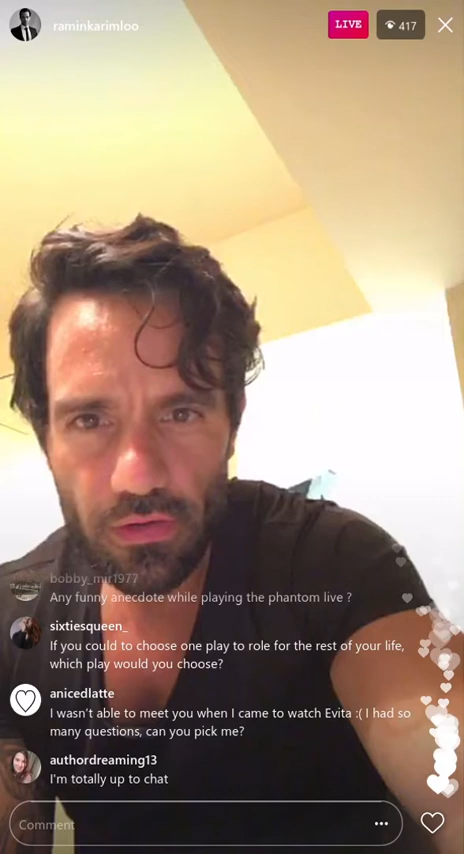 raminkarimloo
LIVE
417
bobby_mir1977
Any funny anecdote while playing the phantom live ?
sixtiesqueen_
If you could to choose one play to role for the rest of your life,
which play would you choose?
anicedlatte
I wasn't able to meet you when I came to watch Evita :( I had so
many questions, can you pick me?
authordreaming13
I'm totally up to chat
Comment